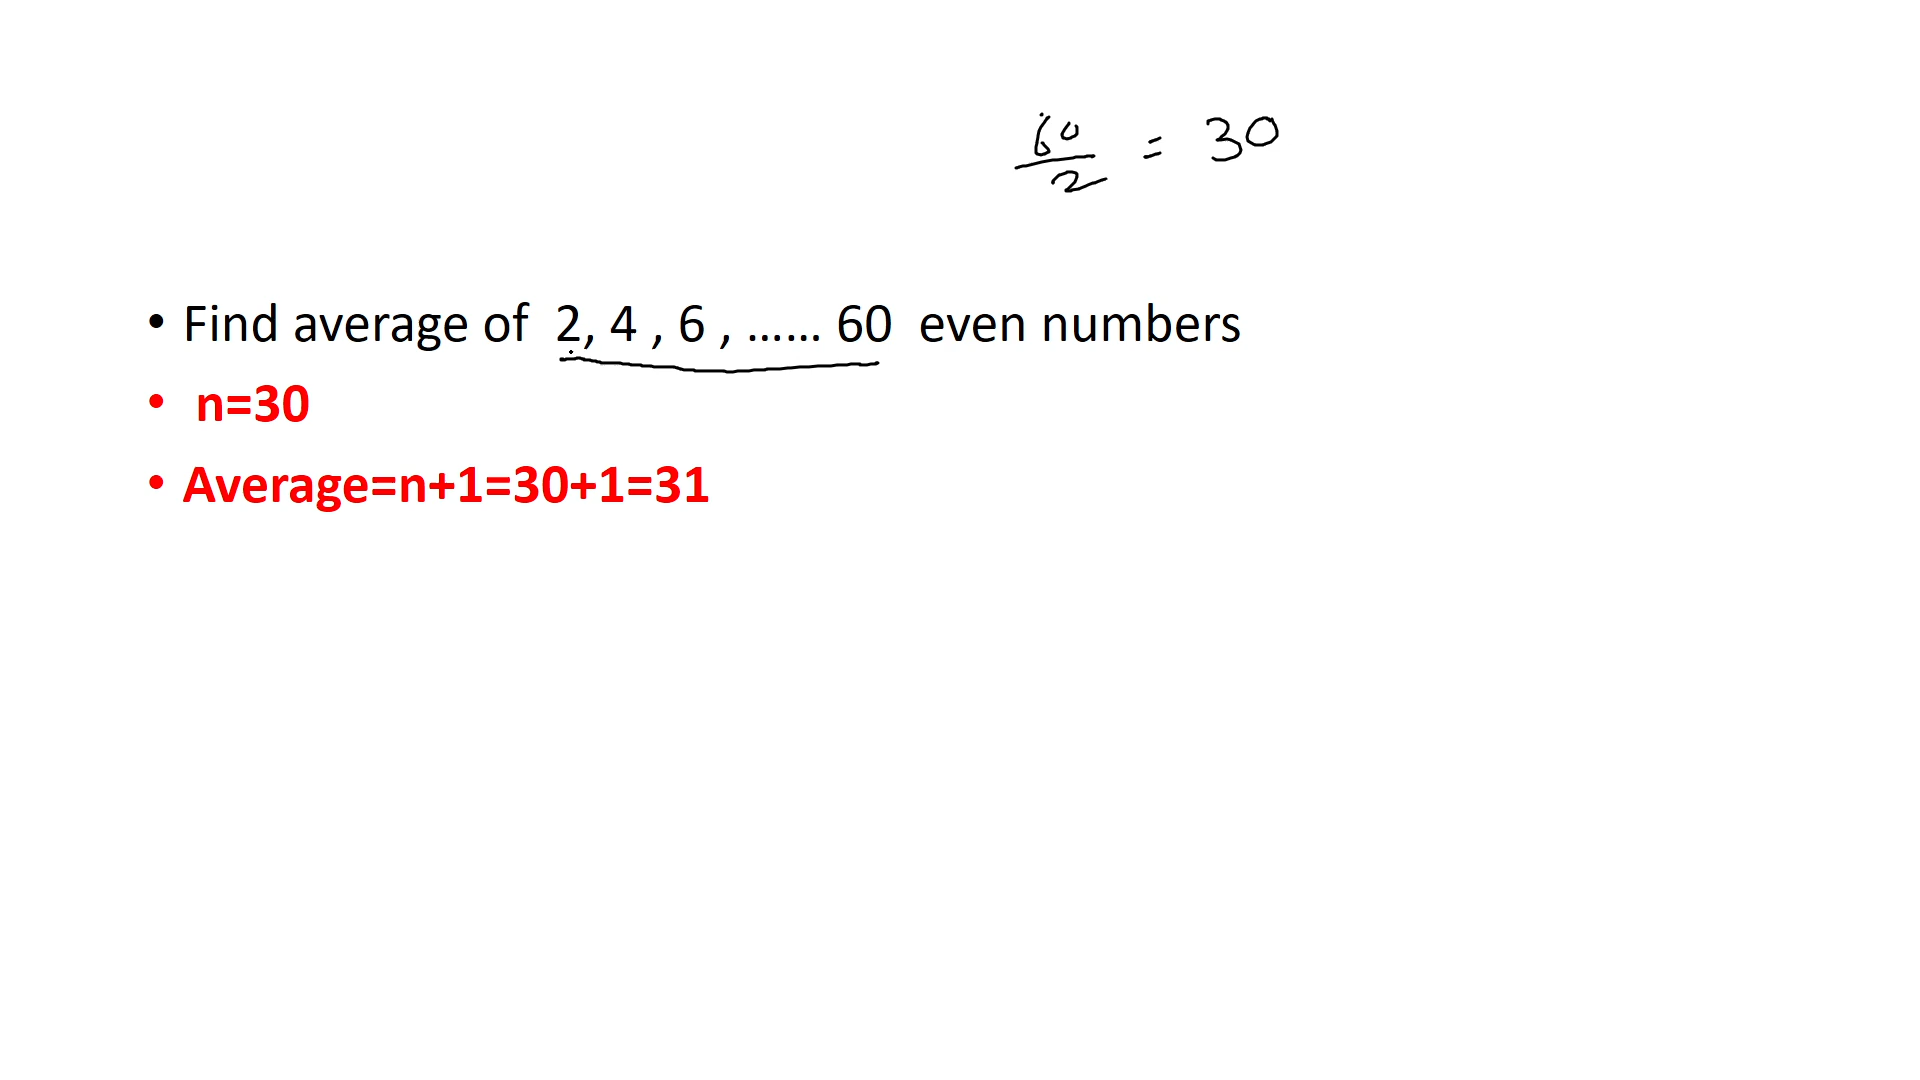 60
2 = 30
• Find average of 2, 4 , 6 , ...... 60 even numbers
• n=30
• Average=n+1=30+1=31